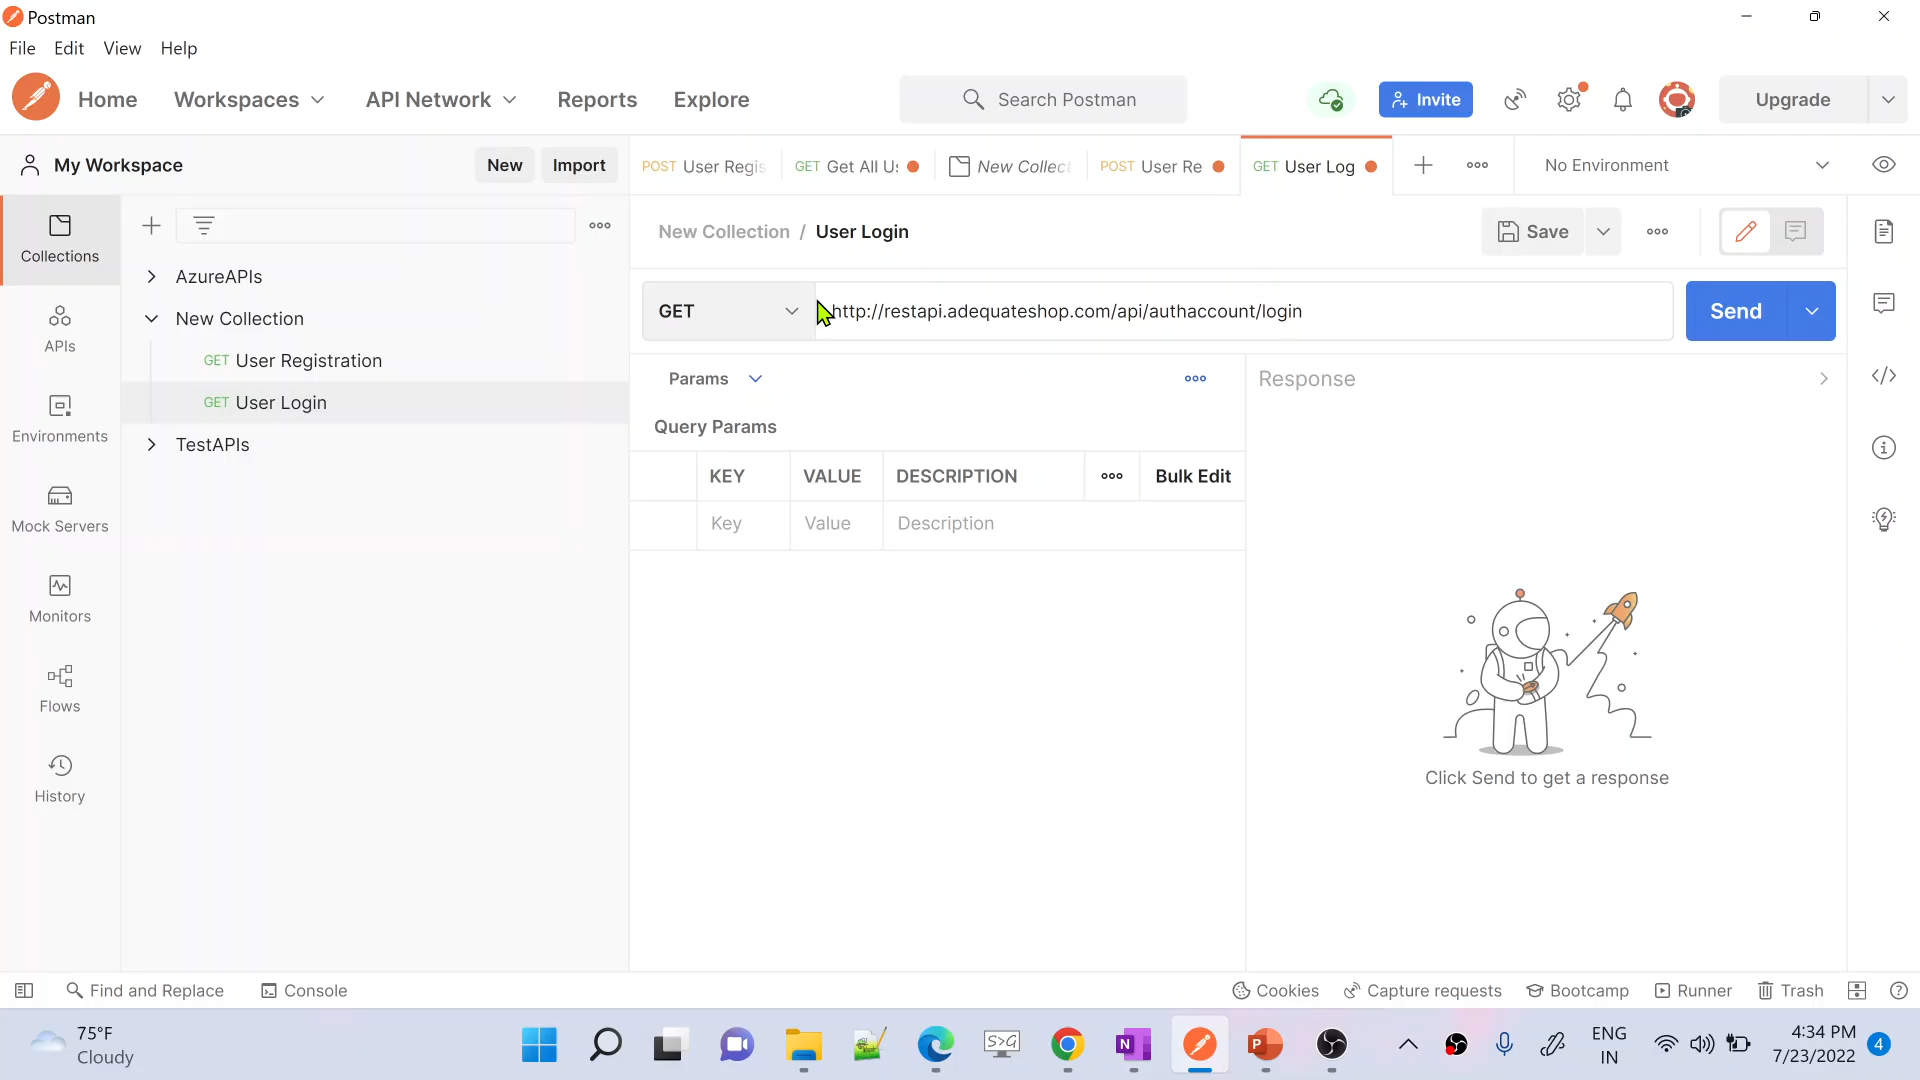 Postman
File Edit View Help
Home Workspaces API Network Reports Explore Search Postman Invite Upgrade
My Workspace New Import POST User Regis GET Get All Us New Collect POST User Re GET User Log No Environment
Collections
New Collection / User Login Save
AzureAPIs
New Collection
GET http://restapi.adequateshop.com/api/authaccount/login Send
APIs
GET User Registration
Params Response
GET User Login
Environments
Query Params
TestAPIs
KEY VALUE DESCRIPTION Bulk Edit
Key Value Description
Mock Servers
Monitors
Flows
Click Send to get a response
History
Find and Replace Console Cookies Capture requests Bootcamp Runner Trash
75°F
Cloudy
S>G
N
P
ENG
IN
4:34 PM
7/23/2022
4